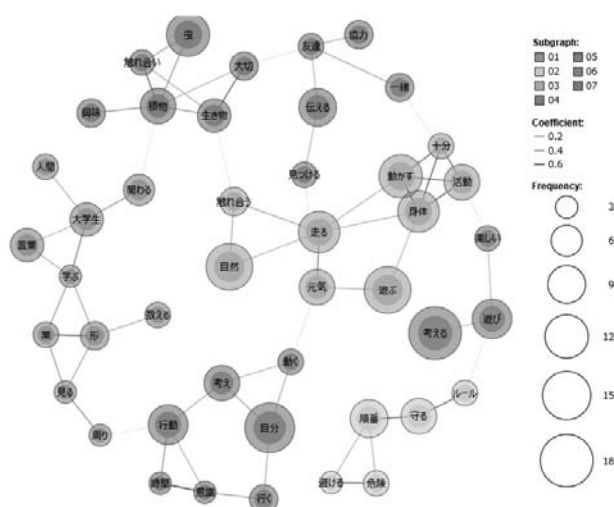 虫
触れ合い
大切
友達
協力
興味
植物
生き物
伝える
一緒
人間
関わる
見つける
十分
動かす
活動
大学生
触れ合う
身体
言葉
走る
楽しい
学ぶ
自然
元気
遊ぶ
葉
形
教える
考える
遊び
動く
見る
考え
ルール
周り
行動
自分
順番
守る
時間
意識
行く
避ける
危険
Subgraph:
01 05
02 06
03 07
04
Coefficient:
0.2
0.4
0.6
Frequency:
3
6
9
12
15
18